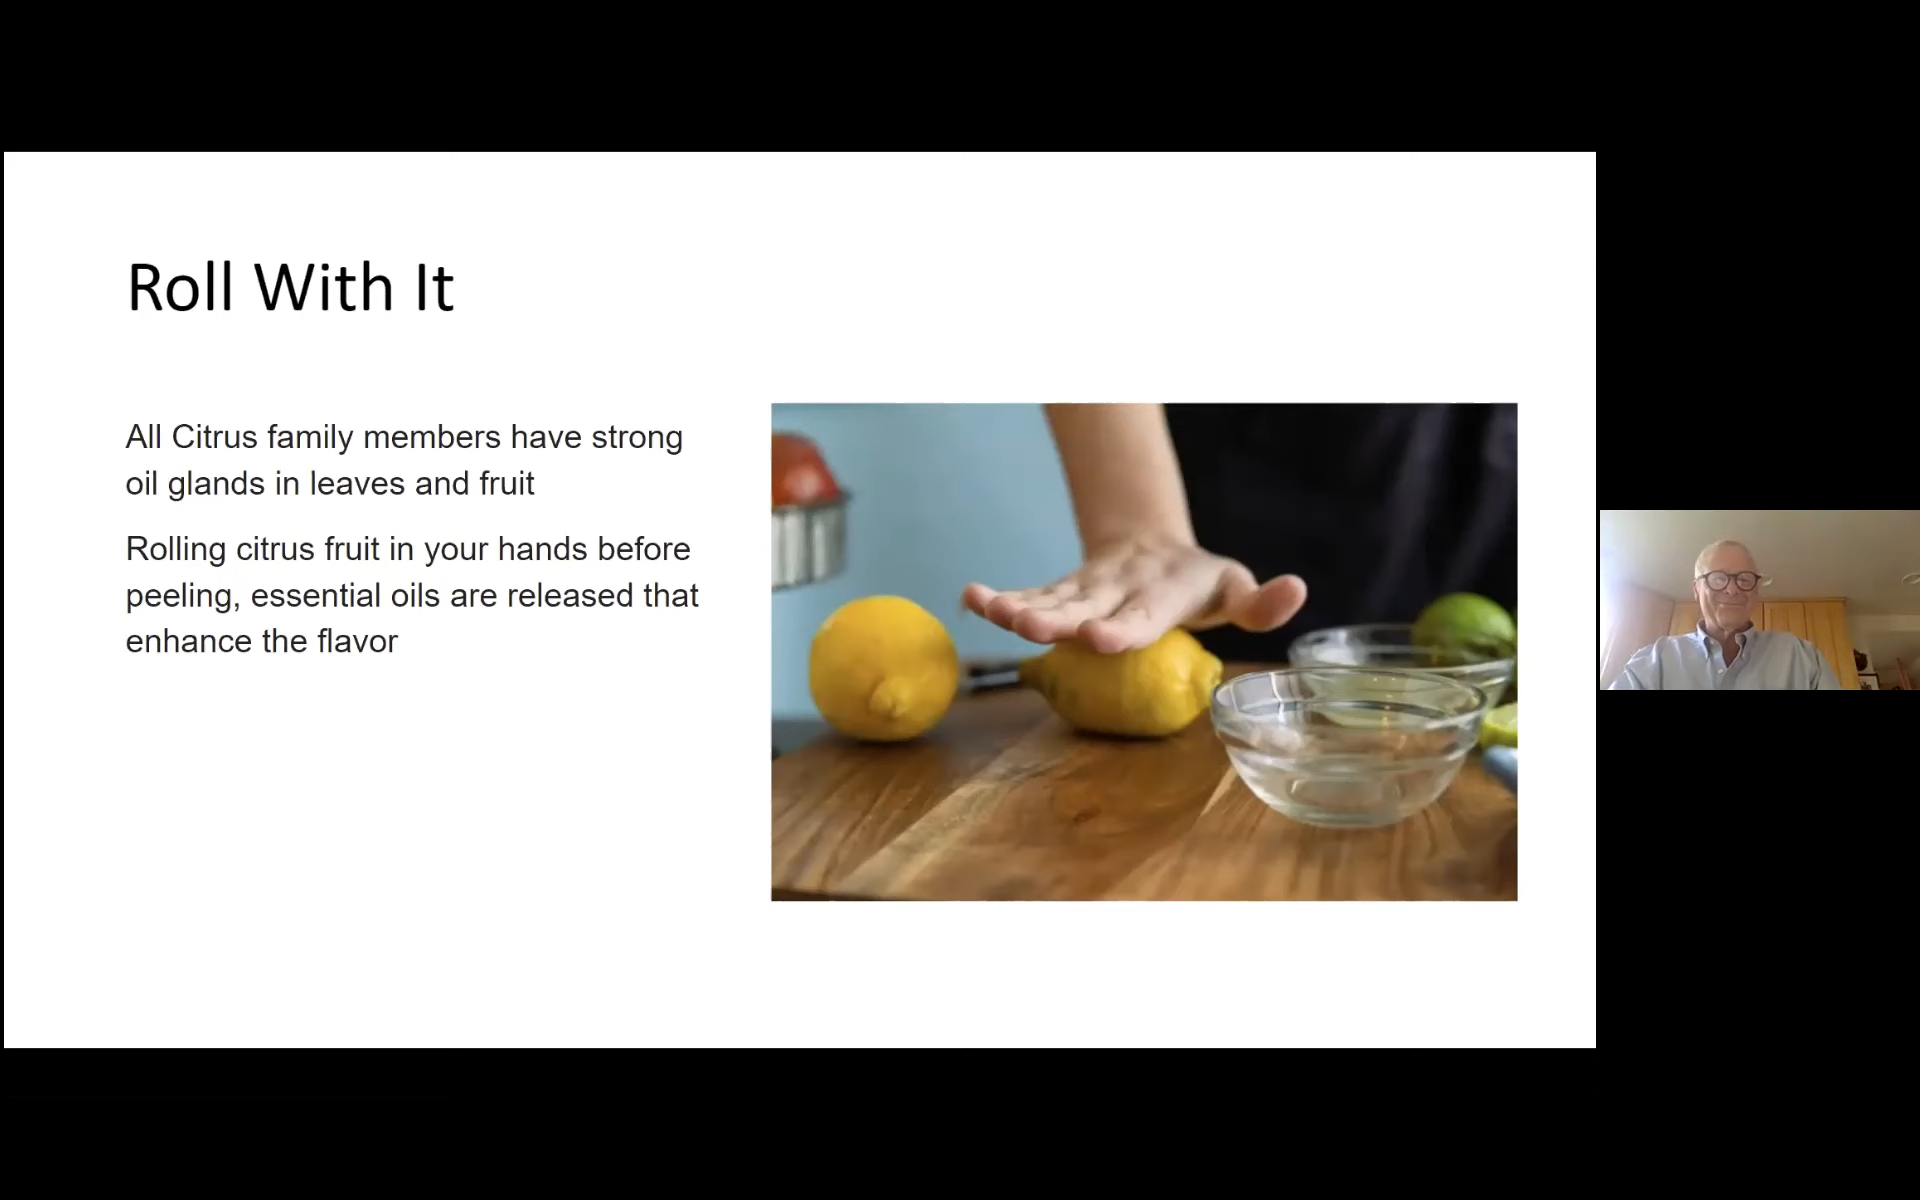 Roll With It
All Citrus family members have strong
oil glands in leaves and fruit
Rolling citrus fruit in your hands before
peeling, essential oils are released that
enhance the flavor